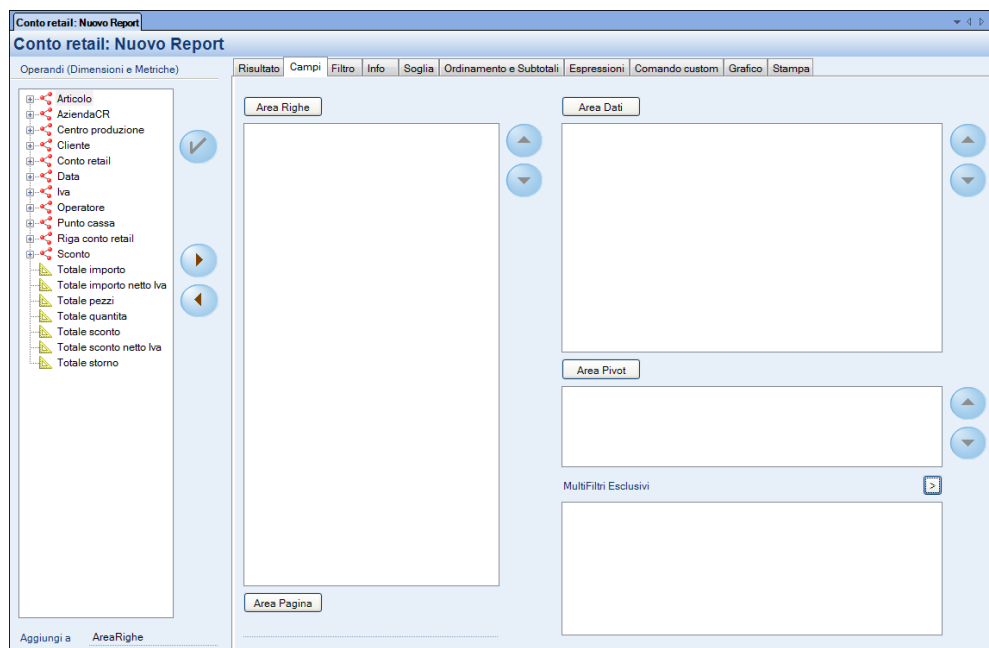 Conto retail: Nuovo Report
Conto retail: Nuovo Report
Operandi (Dimensioni e Metriche)
Risultato Campi Filtro Info Soglia Ordinamento e Subtotali Espressioni Comando custom Grafico Stampa
Articolo
AziendaCR
Centro produzione
Cliente
Conto retail
Data
Iva
Operatore
Punto cassa
Riga conto retail
Sconto
Totale importo
Totale importo netto Iva
Totale pezzi
Totale quantita
Totale sconto
Totale sconto netto Iva
Totale storno
Aggiungi a AreaRighe
Area Righe
Area Pagina
Area Dati
Area Pivot
MultiFiltri Esclusivi >